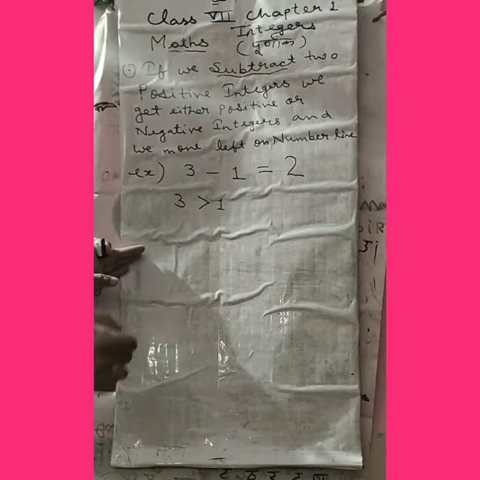 Class VII Chapter 1
Integers
Maths (पूर्णांक)
If we Subtract two
Positive Integers we
get either Positive or
Negative Integers and
We move left on Number line
ex) 3 - 1 = 2
3 > 1